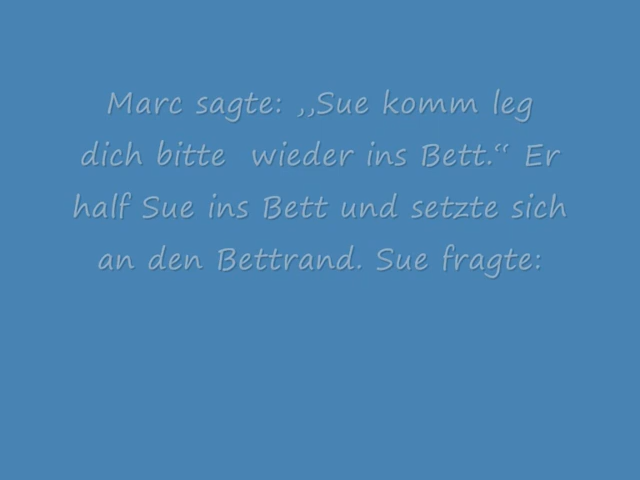 Marc sagte: ,,Sue komm leg
dich bitte  wieder ins Bett.“ Er
half Sue ins Bett und setzte sich
an den Bettrand. Sue fragte: